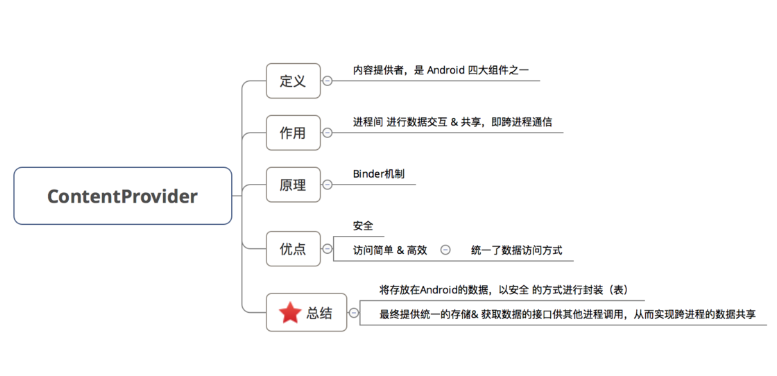 定义
内容提供者，是 Android 四大组件之一
作用
进程间 进行数据交互 & 共享，即跨进程通信
ContentProvider
原理
Binder机制
优点
安全
访问简单 & 高效
统一了数据访问方式
总结
将存放在Android的数据，以安全 的方式进行封装（表）
最终提供统一的存储& 获取数据的接口供其他进程调用，从而实现跨进程的数据共享